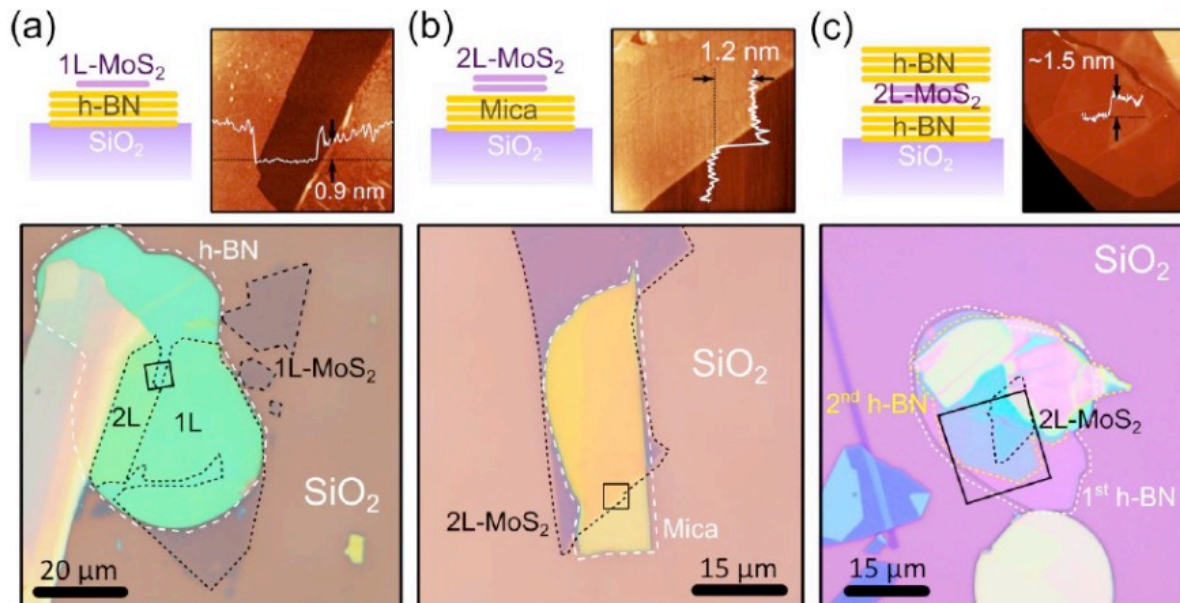 (a)
1L-MoS₂
h-BN
SiO₂
0.9 nm
h-BN
1L-MoS₂
2L
1L
SiO₂
20 μm
(b)
2L-MoS₂
Mica
SiO₂
1.2 nm
SiO₂
2L-MoS₂
Mica
15 μm
(c)
h-BN
2L-MoS₂
h-BN
SiO₂
~1.5 nm
SiO₂
2ⁿᵈ h-BN
2L-MoS₂
1ˢᵗ h-BN
15 μm